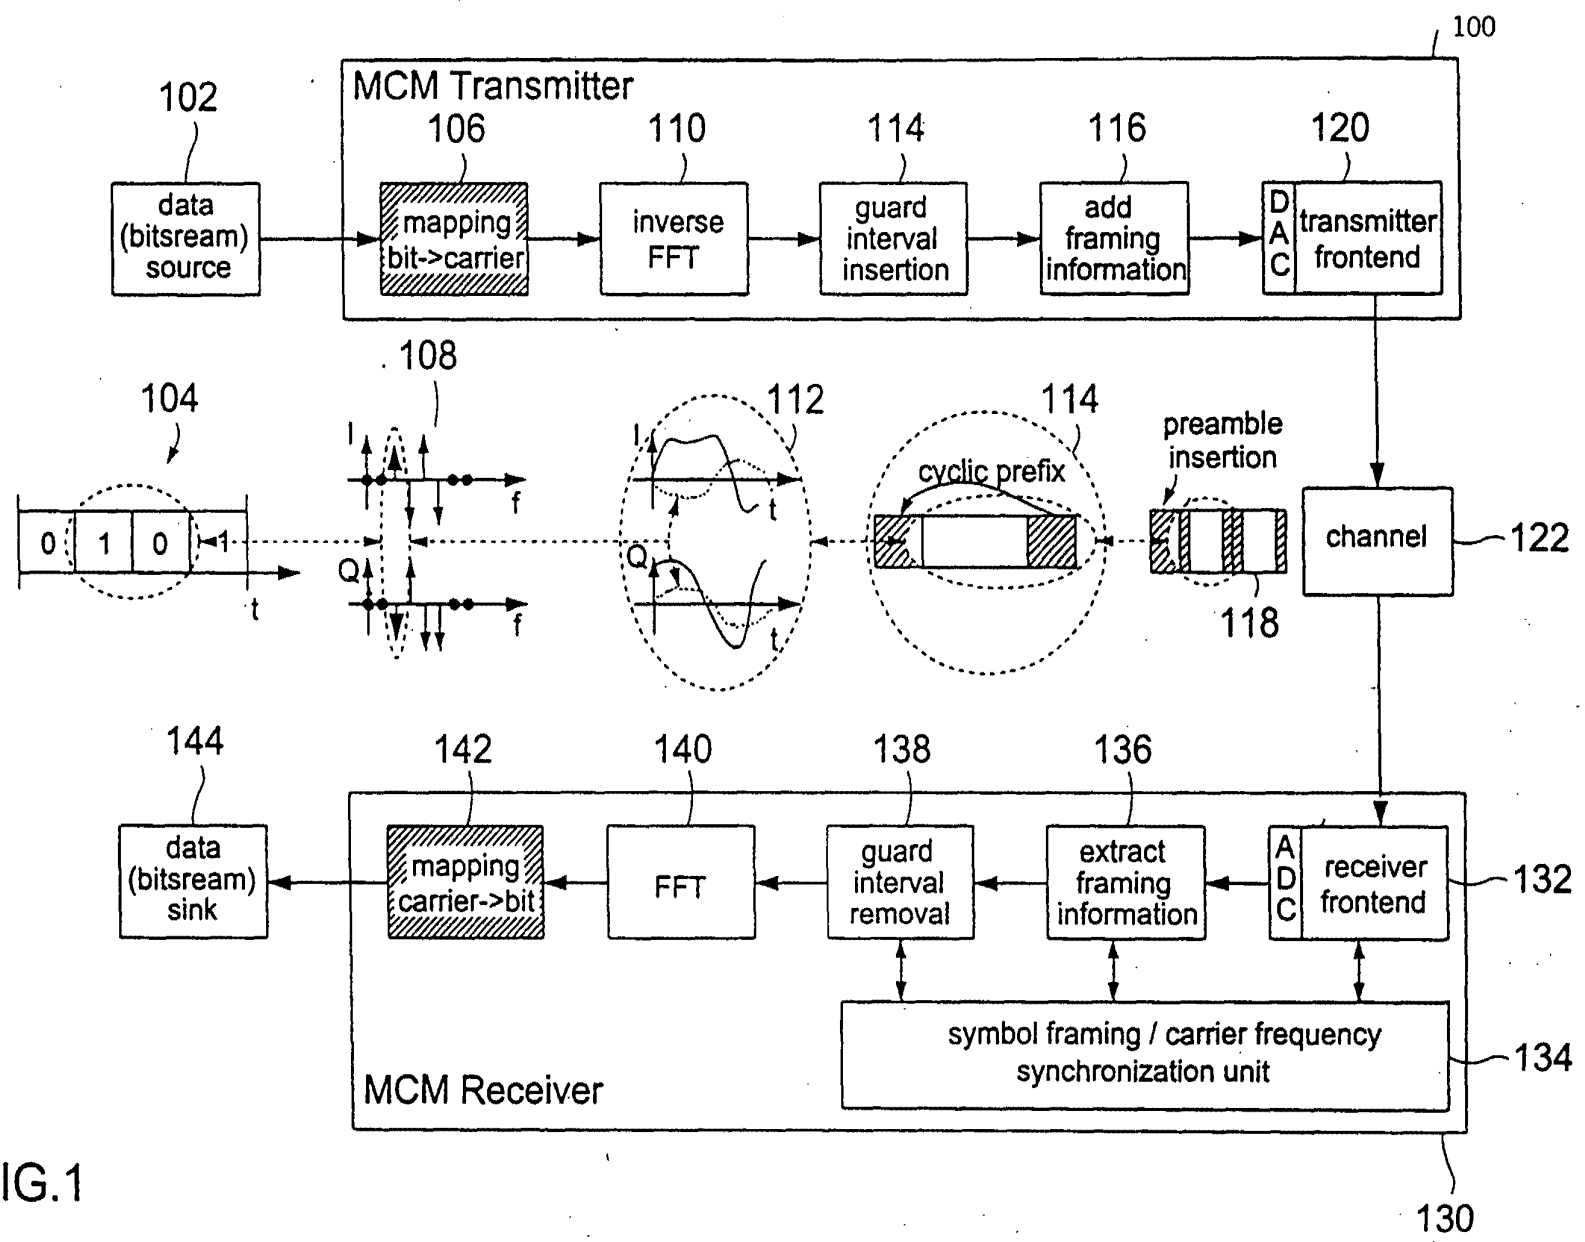 100
MCM Transmitter
102
106
110
114
116
120
data
(bitsream)
source
mapping
bit->carrier
inverse
FFT
guard
interval
insertion
add
framing
information
DAC
transmitter
frontend
104
108
112
114
preamble
insertion
0 1 0 1
t
I
f
Q
f
I
t
Q
t
cyclic prefix
118
channel
122
144
142
140
138
136
data
(bitsream)
sink
mapping
carrier->bit
FFT
guard
interval
removal
extract
framing
information
ADC
receiver
frontend
132
symbol framing / carrier frequency
synchronization unit
134
MCM Receiver
130
IG.1